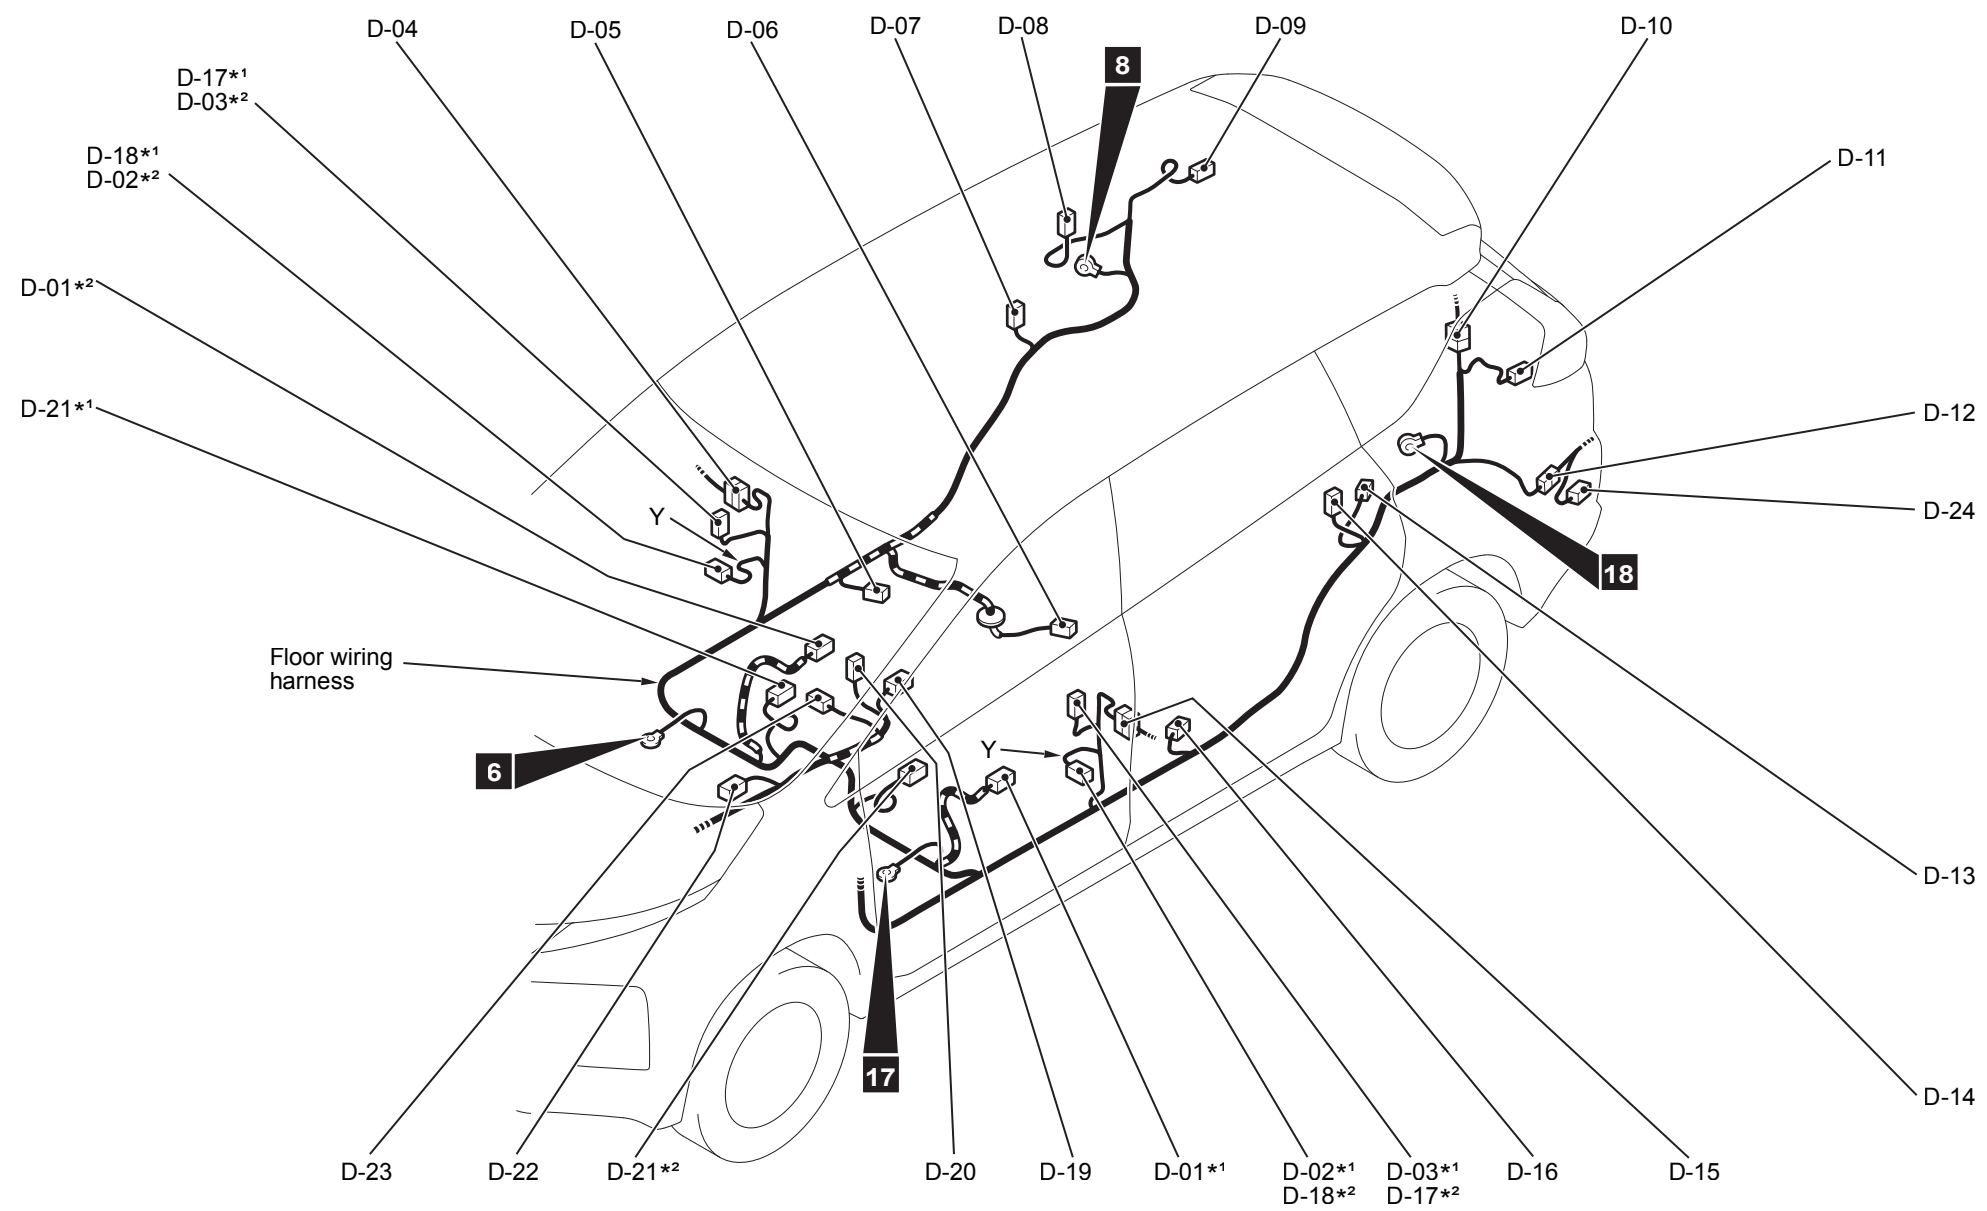 D-04
D-05
D-06
D-07
D-08
D-09
D-10
8
D-17*¹
D-03*²
D-18*¹
D-02*²
D-11
D-01*²
D-21*¹
D-12
Y
D-24
18
Floor wiring
harness
Y
6
D-13
17
D-14
D-23
D-22
D-21*²
D-20
D-19
D-01*¹
D-02*¹
D-18*²
D-03*¹
D-17*²
D-16
D-15